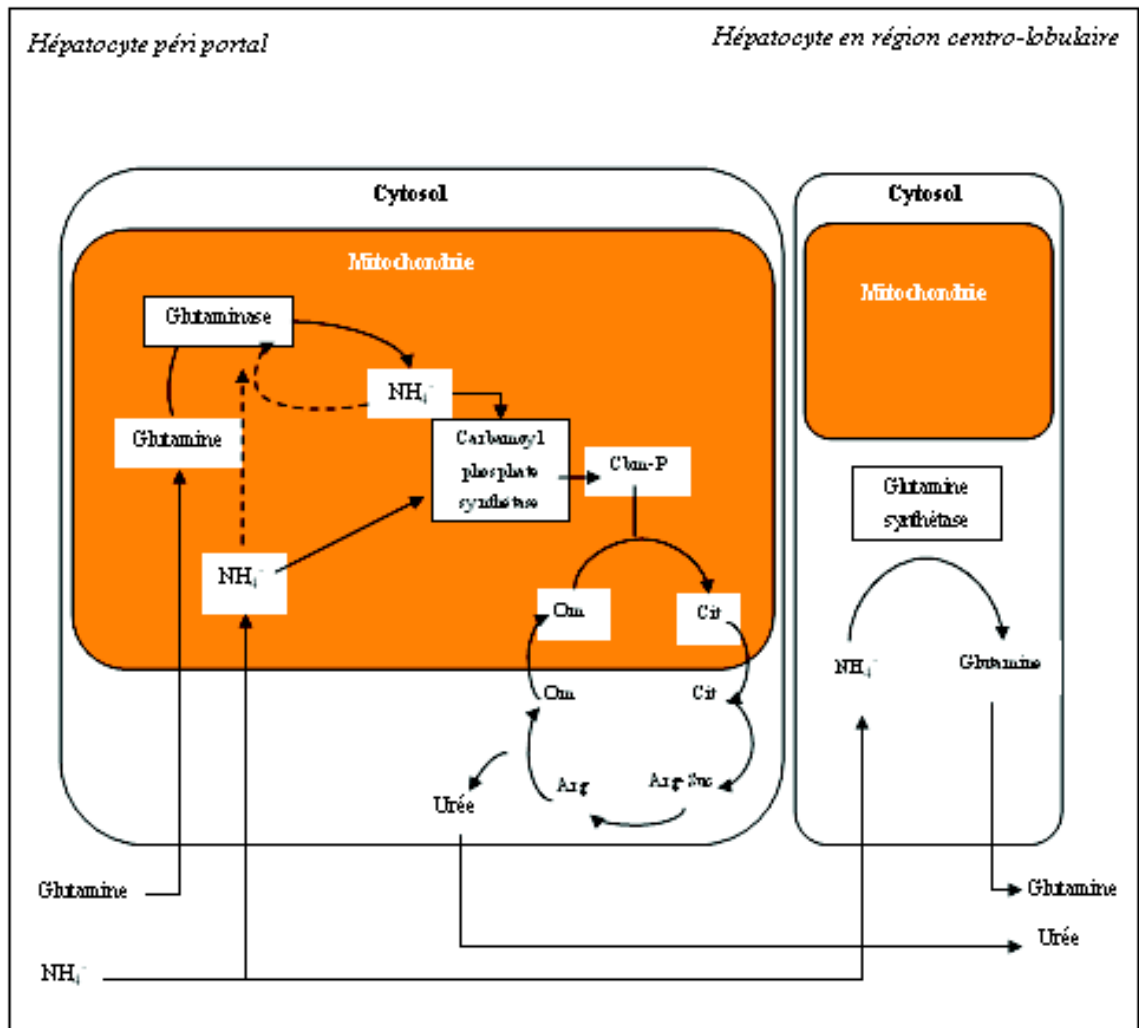 Hépatocyte péri portal
Hépatocyte en région centro-lobulaire
Cytosol
Mitochondrie
Glutaminase
NH₄⁻
Glutamine
Carbamoyl
phosphate
synthétase
Cbm-P
NH₄⁻
Orn
Cit
Orn
Cit
Urée
Arg
Arg-Suc
Cytosol
Mitochondrie
Glutamine
synthétase
NH₄⁻
Glutamine
Glutamine
NH₄⁻
Glutamine
Urée